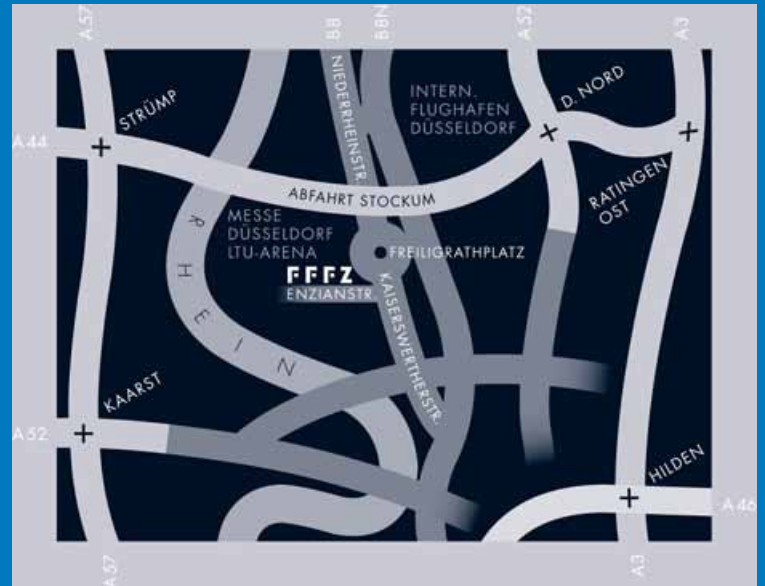 A57
B8
B8N
A52
A3
STRÜMP
NIEDERRHEINSTR.
INTERN.
FLUGHAFEN
DÜSSELDORF
D. NORD
A44
ABFAHRT STOCKUM
RATINGEN
OST
MESSE
DÜSSELDORF
LTU-ARENA
RHEIN
FREILIGRATHPLATZ
FFFZ
ENZIANSTR.
KAISERSWERTHERSTR.
KAARST
A52
HILDEN
A46
A57
A3